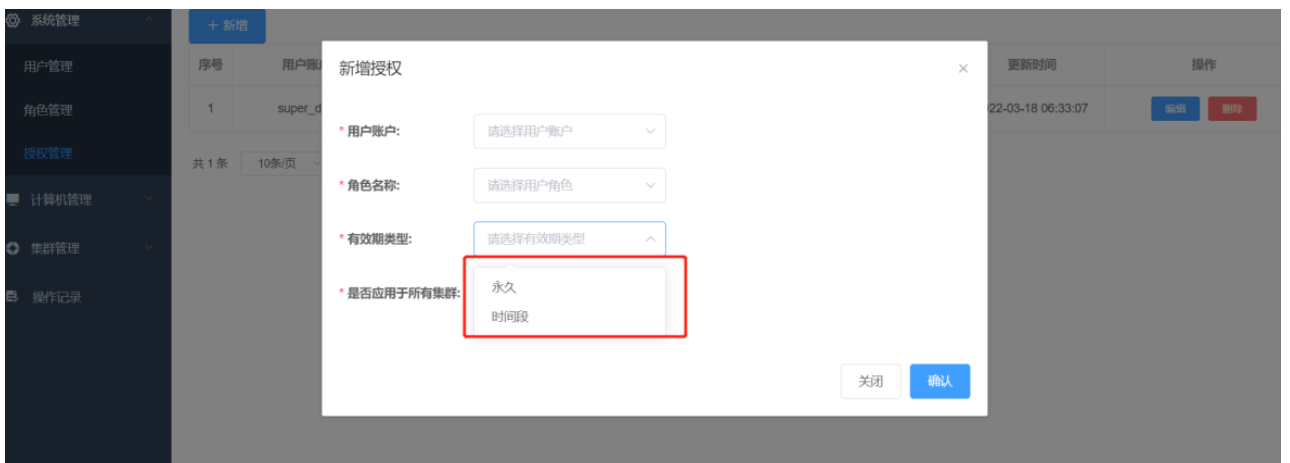 系统管理
用户管理
角色管理
授权管理
计算机管理
集群管理
操作记录
+ 新增
序号 用户账 更新时间 操作
1 super_d 22-03-18 06:33:07 编辑 删除
共 1 条 10条/页
新增授权
* 用户账户: 请选择用户账户
* 角色名称: 请选择用户角色
* 有效期类型: 请选择有效期类型
永久
* 是否应用于所有集群:
时间段
关闭 确认